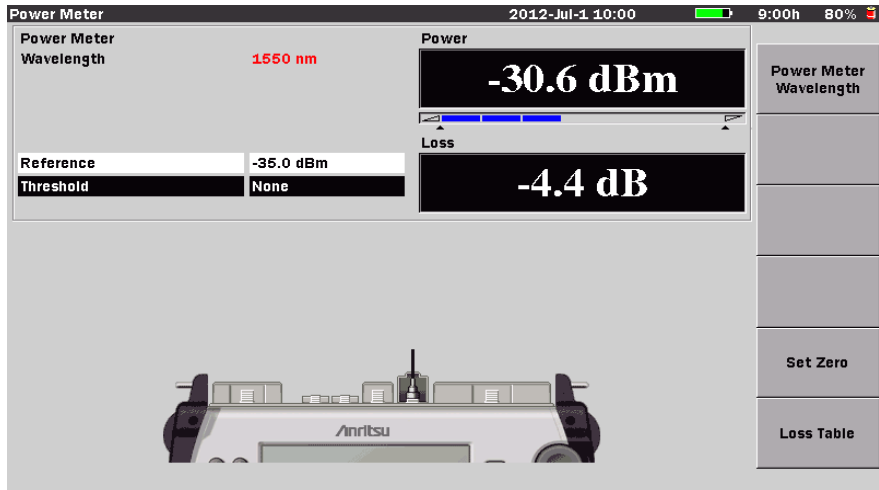 Power Meter 2012-Jul-1 10:00 9:00h 80%
Power Meter
Wavelength 1550 nm
Reference -35.0 dBm
Threshold None
Power
-30.6 dBm
Loss
-4.4 dB
Power Meter
Wavelength
Set Zero
Loss Table
Anritsu